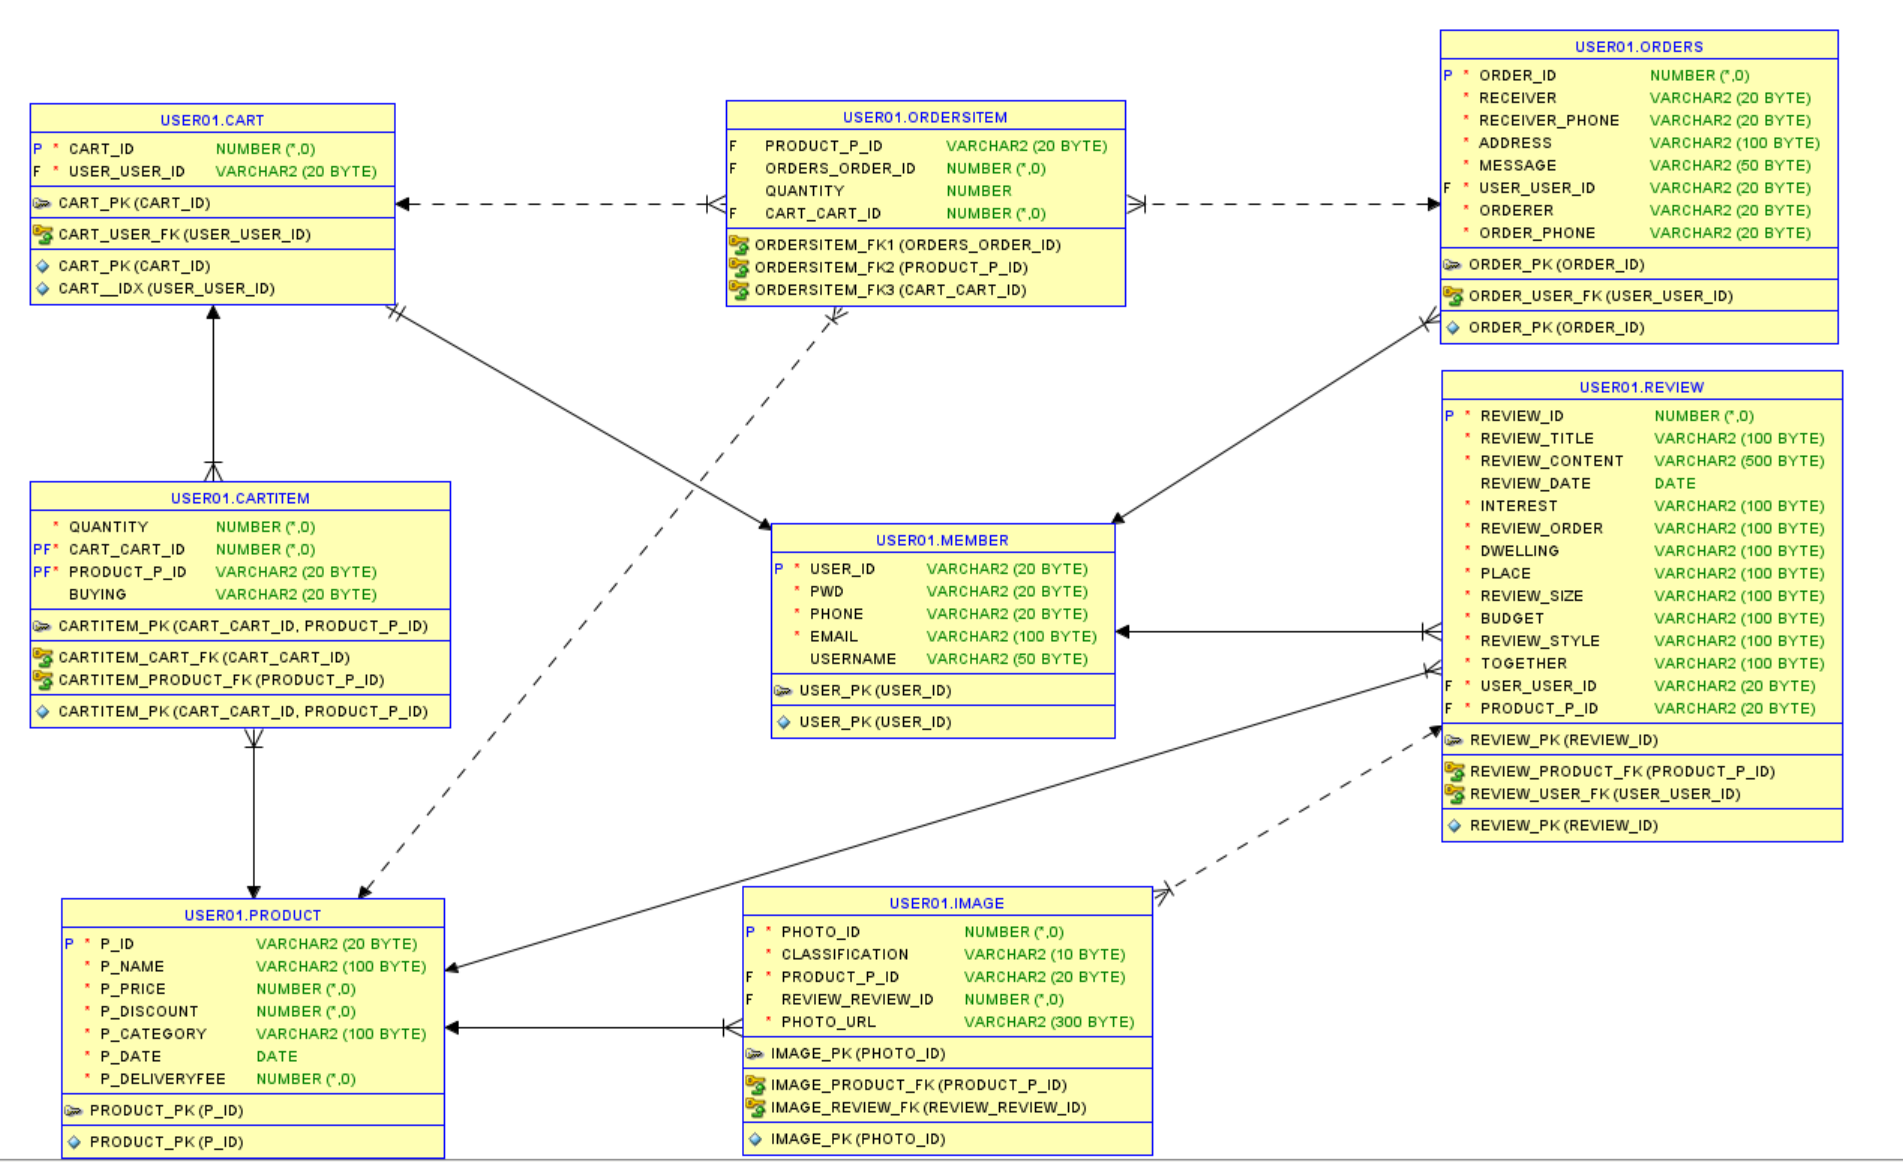 USER01.CART
P * CART_ID NUMBER (*,0)
F * USER_USER_ID VARCHAR2 (20 BYTE)
CART_PK (CART_ID)
CART_USER_FK (USER_USER_ID)
CART_PK (CART_ID)
CART__IDX (USER_USER_ID)
USER01.ORDERSITEM
F PRODUCT_P_ID VARCHAR2 (20 BYTE)
F ORDERS_ORDER_ID NUMBER (*,0)
QUANTITY NUMBER
F CART_CART_ID NUMBER (*,0)
ORDERSITEM_FK1 (ORDERS_ORDER_ID)
ORDERSITEM_FK2 (PRODUCT_P_ID)
ORDERSITEM_FK3 (CART_CART_ID)
USER01.ORDERS
P * ORDER_ID NUMBER (*,0)
* RECEIVER VARCHAR2 (20 BYTE)
* RECEIVER_PHONE VARCHAR2 (20 BYTE)
* ADDRESS VARCHAR2 (100 BYTE)
* MESSAGE VARCHAR2 (50 BYTE)
F * USER_USER_ID VARCHAR2 (20 BYTE)
* ORDERER VARCHAR2 (20 BYTE)
* ORDER_PHONE VARCHAR2 (20 BYTE)
ORDER_PK (ORDER_ID)
ORDER_USER_FK (USER_USER_ID)
ORDER_PK (ORDER_ID)
USER01.CARTITEM
* QUANTITY NUMBER (*,0)
PF* CART_CART_ID NUMBER (*,0)
PF* PRODUCT_P_ID VARCHAR2 (20 BYTE)
BUYING VARCHAR2 (20 BYTE)
CARTITEM_PK (CART_CART_ID, PRODUCT_P_ID)
CARTITEM_CART_FK (CART_CART_ID)
CARTITEM_PRODUCT_FK (PRODUCT_P_ID)
CARTITEM_PK (CART_CART_ID, PRODUCT_P_ID)
USER01.MEMBER
P * USER_ID VARCHAR2 (20 BYTE)
* PWD VARCHAR2 (20 BYTE)
* PHONE VARCHAR2 (20 BYTE)
* EMAIL VARCHAR2 (100 BYTE)
USERNAME VARCHAR2 (50 BYTE)
USER_PK (USER_ID)
USER_PK (USER_ID)
USER01.REVIEW
P * REVIEW_ID NUMBER (*,0)
* REVIEW_TITLE VARCHAR2 (100 BYTE)
* REVIEW_CONTENT VARCHAR2 (500 BYTE)
REVIEW_DATE DATE
* INTEREST VARCHAR2 (100 BYTE)
* REVIEW_ORDER VARCHAR2 (100 BYTE)
* DWELLING VARCHAR2 (100 BYTE)
* PLACE VARCHAR2 (100 BYTE)
* REVIEW_SIZE VARCHAR2 (100 BYTE)
* BUDGET VARCHAR2 (100 BYTE)
* REVIEW_STYLE VARCHAR2 (100 BYTE)
* TOGETHER VARCHAR2 (100 BYTE)
F * USER_USER_ID VARCHAR2 (20 BYTE)
F * PRODUCT_P_ID VARCHAR2 (20 BYTE)
REVIEW_PK (REVIEW_ID)
REVIEW_PRODUCT_FK (PRODUCT_P_ID)
REVIEW_USER_FK (USER_USER_ID)
REVIEW_PK (REVIEW_ID)
USER01.PRODUCT
P * P_ID VARCHAR2 (20 BYTE)
* P_NAME VARCHAR2 (100 BYTE)
* P_PRICE NUMBER (*,0)
* P_DISCOUNT NUMBER (*,0)
* P_CATEGORY VARCHAR2 (100 BYTE)
* P_DATE DATE
* P_DELIVERYFEE NUMBER (*,0)
PRODUCT_PK (P_ID)
PRODUCT_PK (P_ID)
USER01.IMAGE
P * PHOTO_ID NUMBER (*,0)
* CLASSIFICATION VARCHAR2 (10 BYTE)
F * PRODUCT_P_ID VARCHAR2 (20 BYTE)
F REVIEW_REVIEW_ID NUMBER (*,0)
* PHOTO_URL VARCHAR2 (300 BYTE)
IMAGE_PK (PHOTO_ID)
IMAGE_PRODUCT_FK (PRODUCT_P_ID)
IMAGE_REVIEW_FK (REVIEW_REVIEW_ID)
IMAGE_PK (PHOTO_ID)